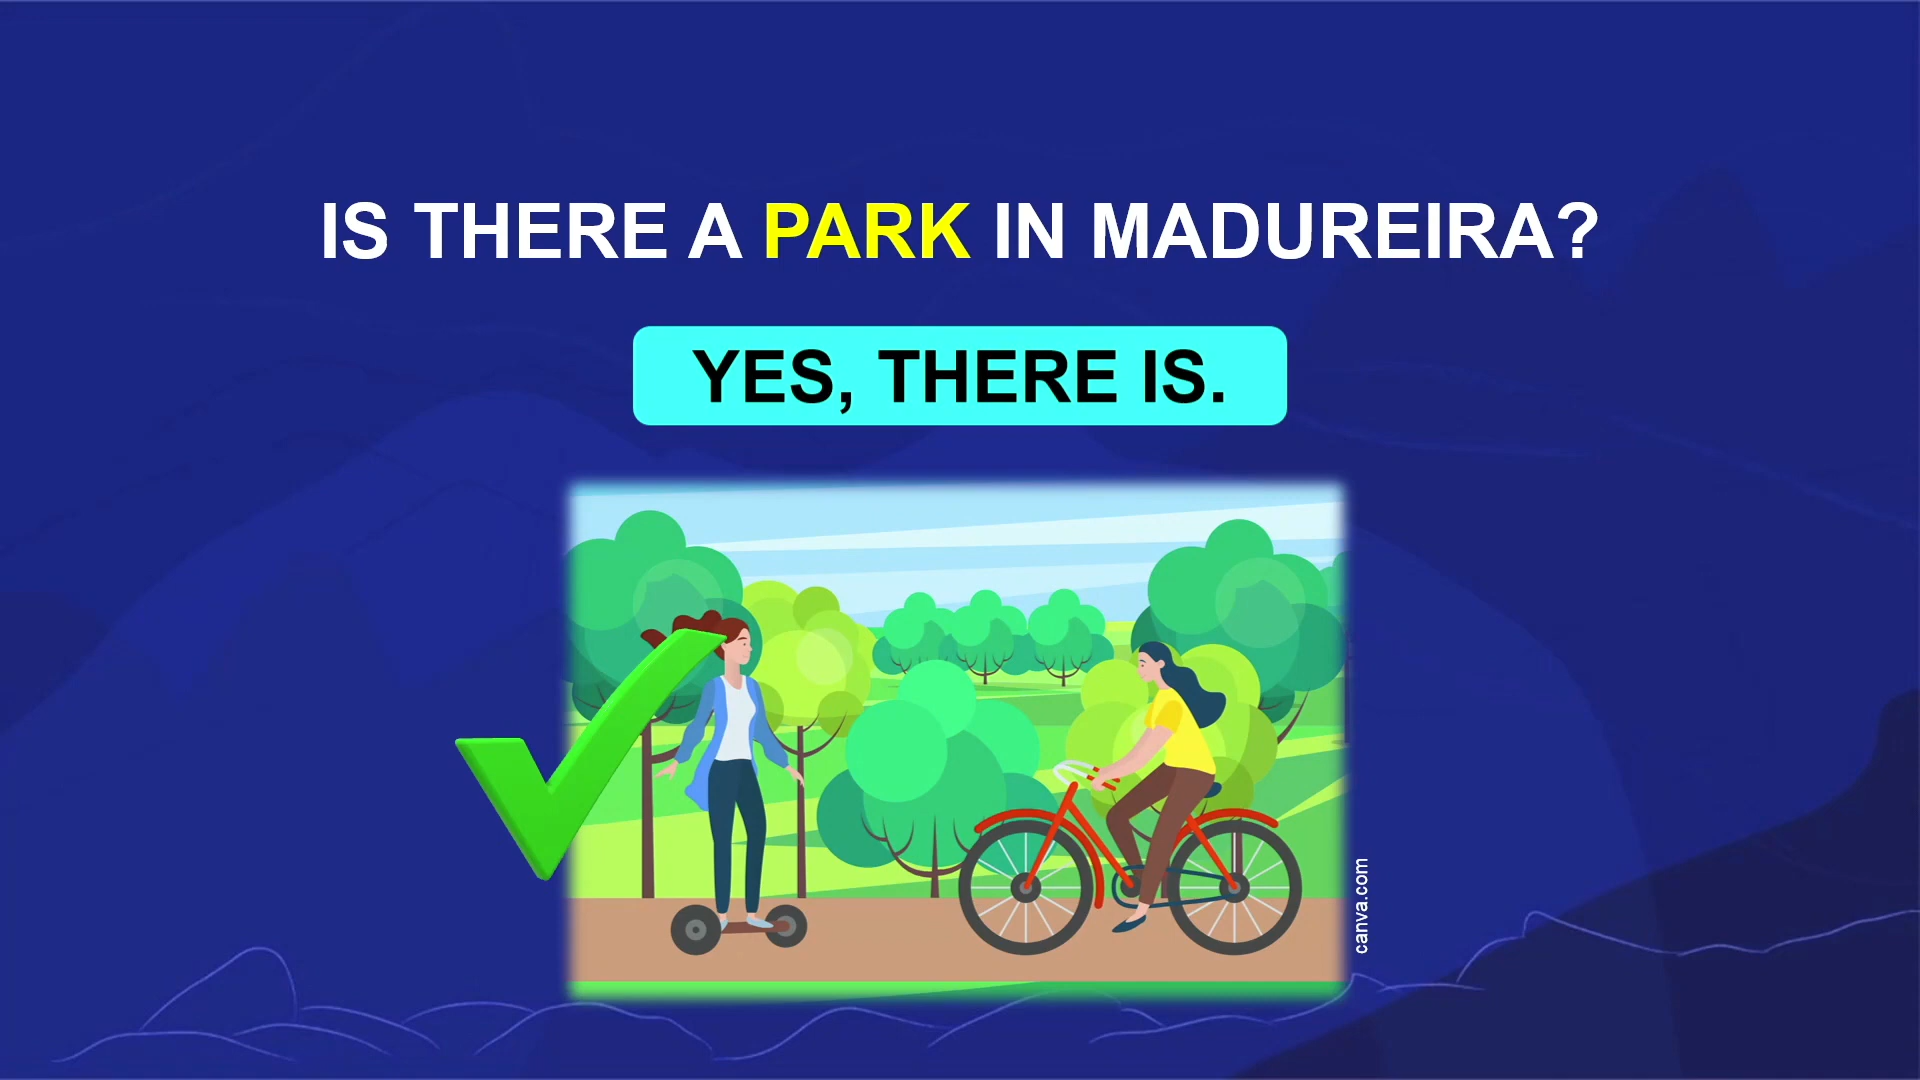 IS THERE A PARK IN MADUREIRA?
YES, THERE IS.
canva.com